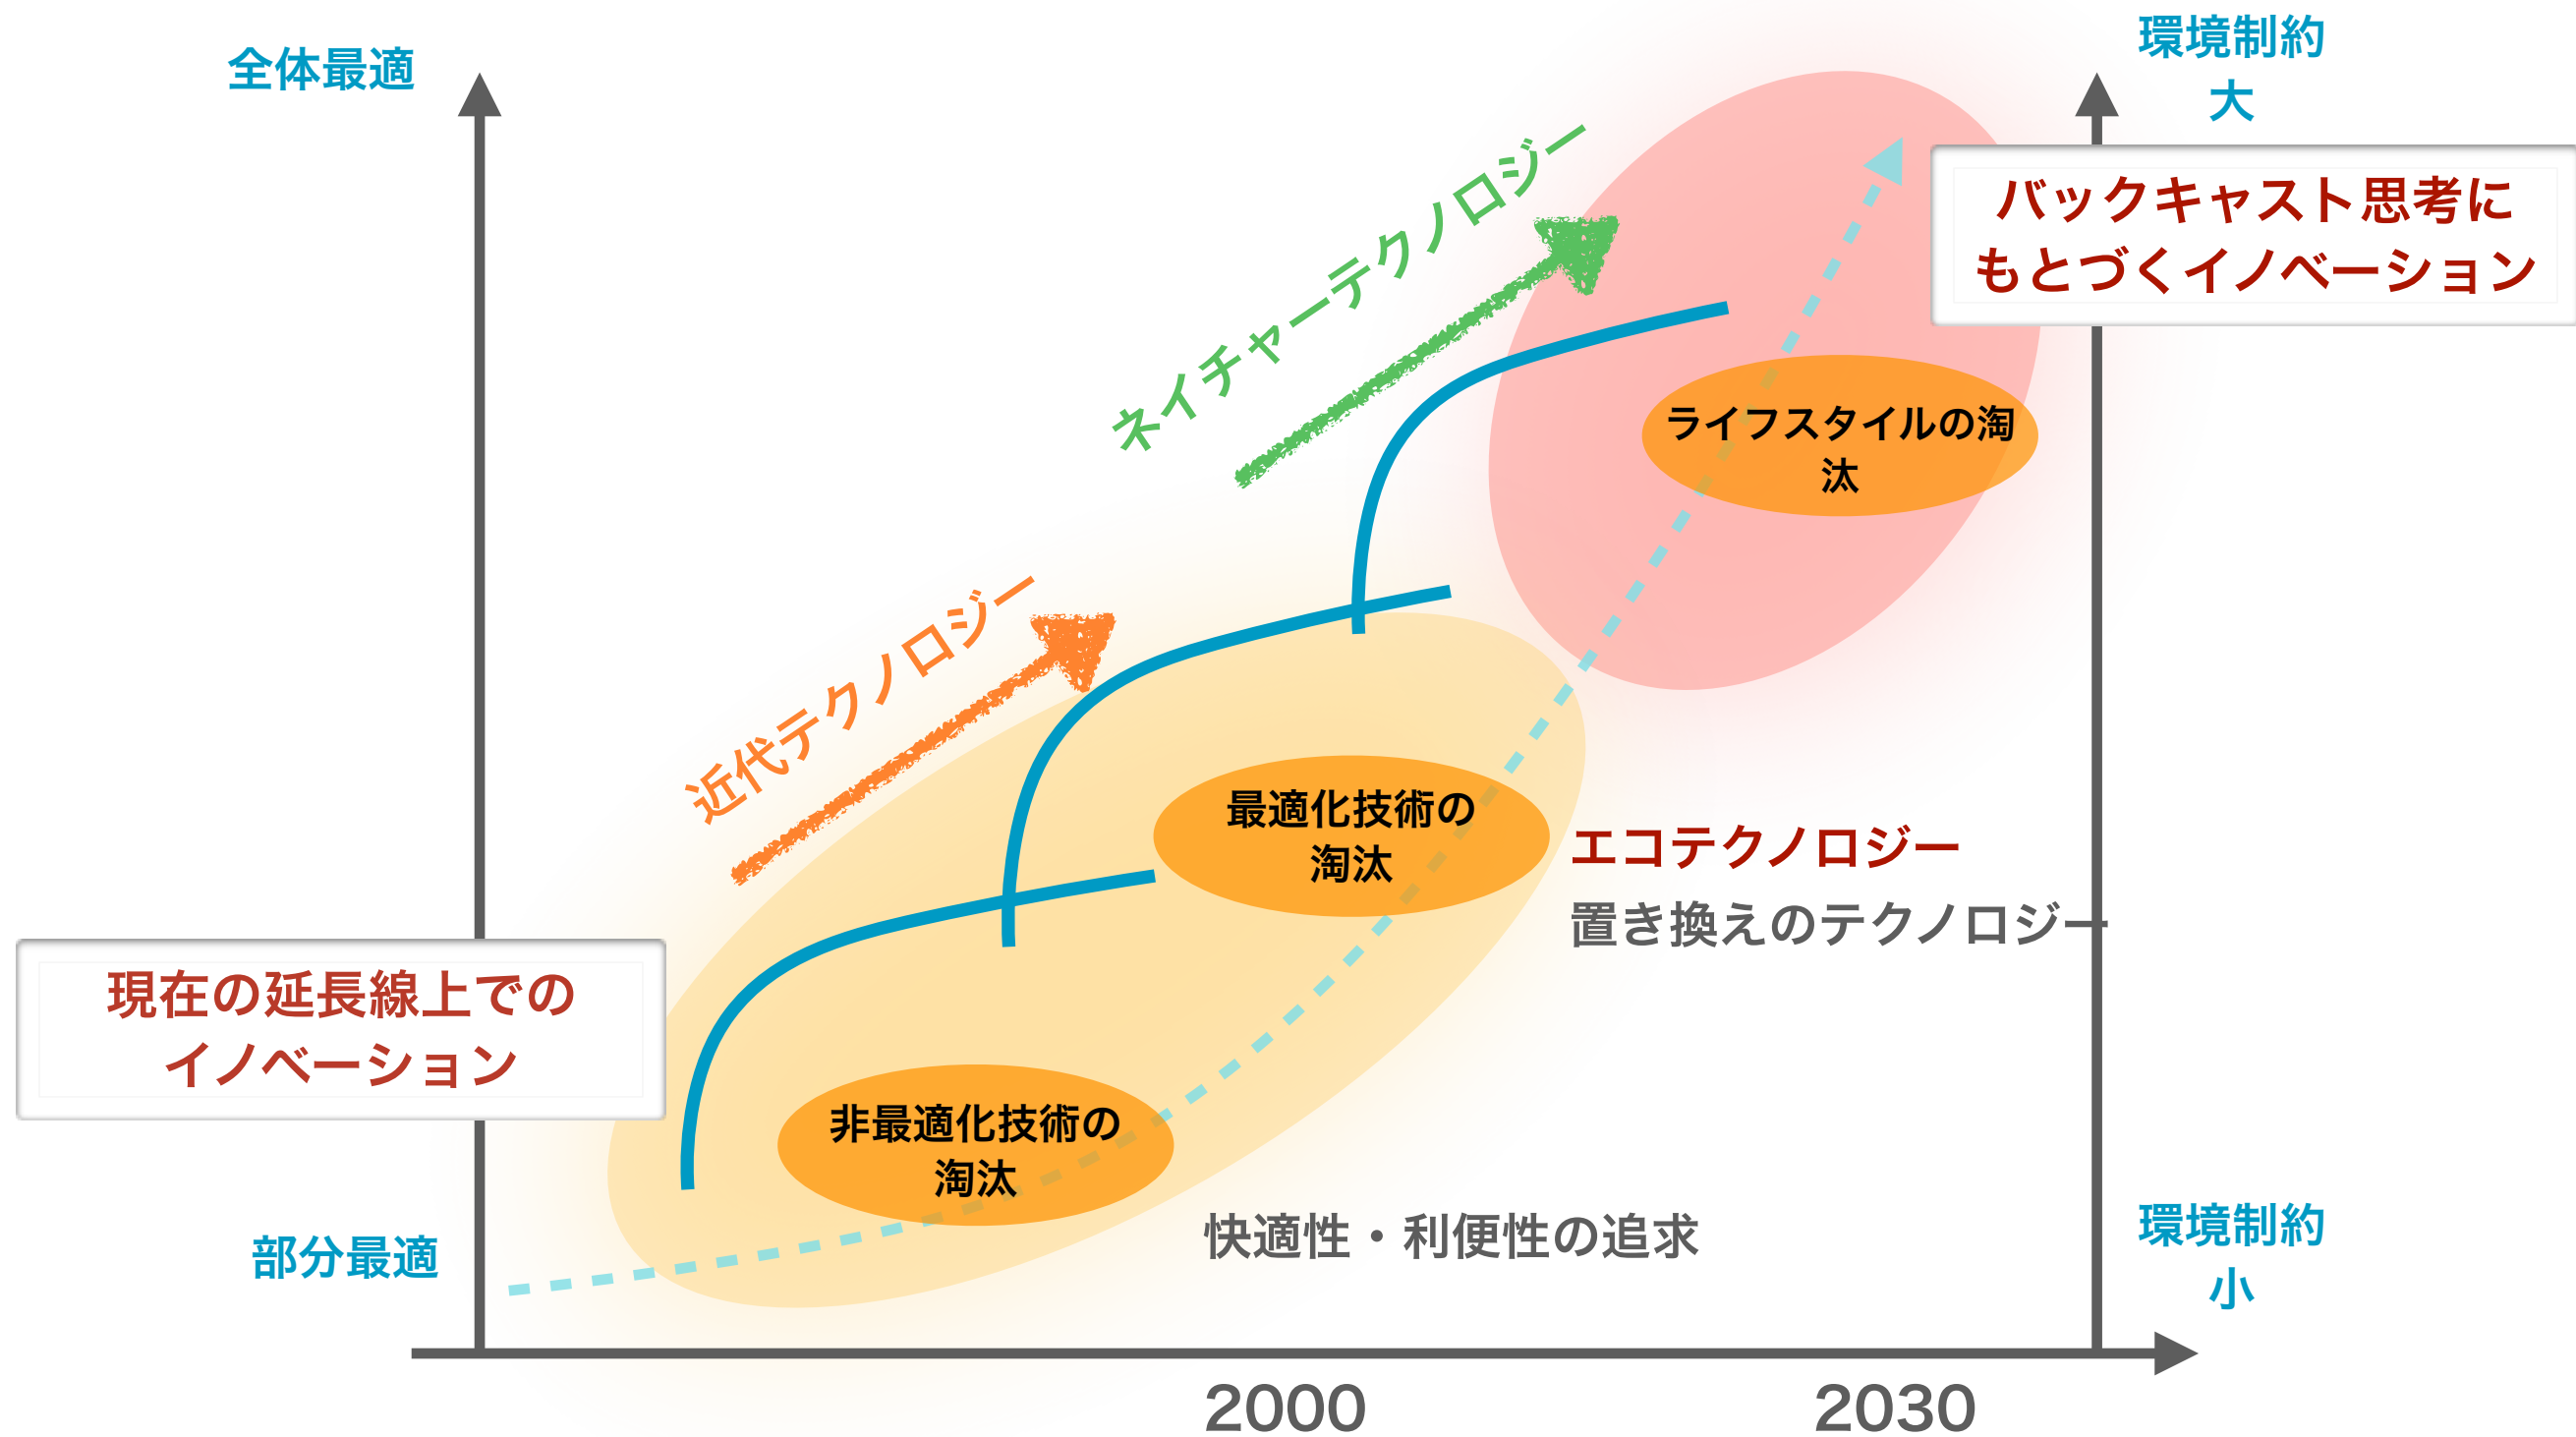 全体最適
環境制約
大
バックキャスト思考に
もとづくイノベーション
ネイチャーテクノロジー
ライフスタイルの淘
汰
近代テクノロジー
最適化技術の
淘汰
エコテクノロジー
置き換えのテクノロジー
現在の延長線上での
イノベーション
非最適化技術の
淘汰
快適性・利便性の追求
部分最適
環境制約
小
2000
2030